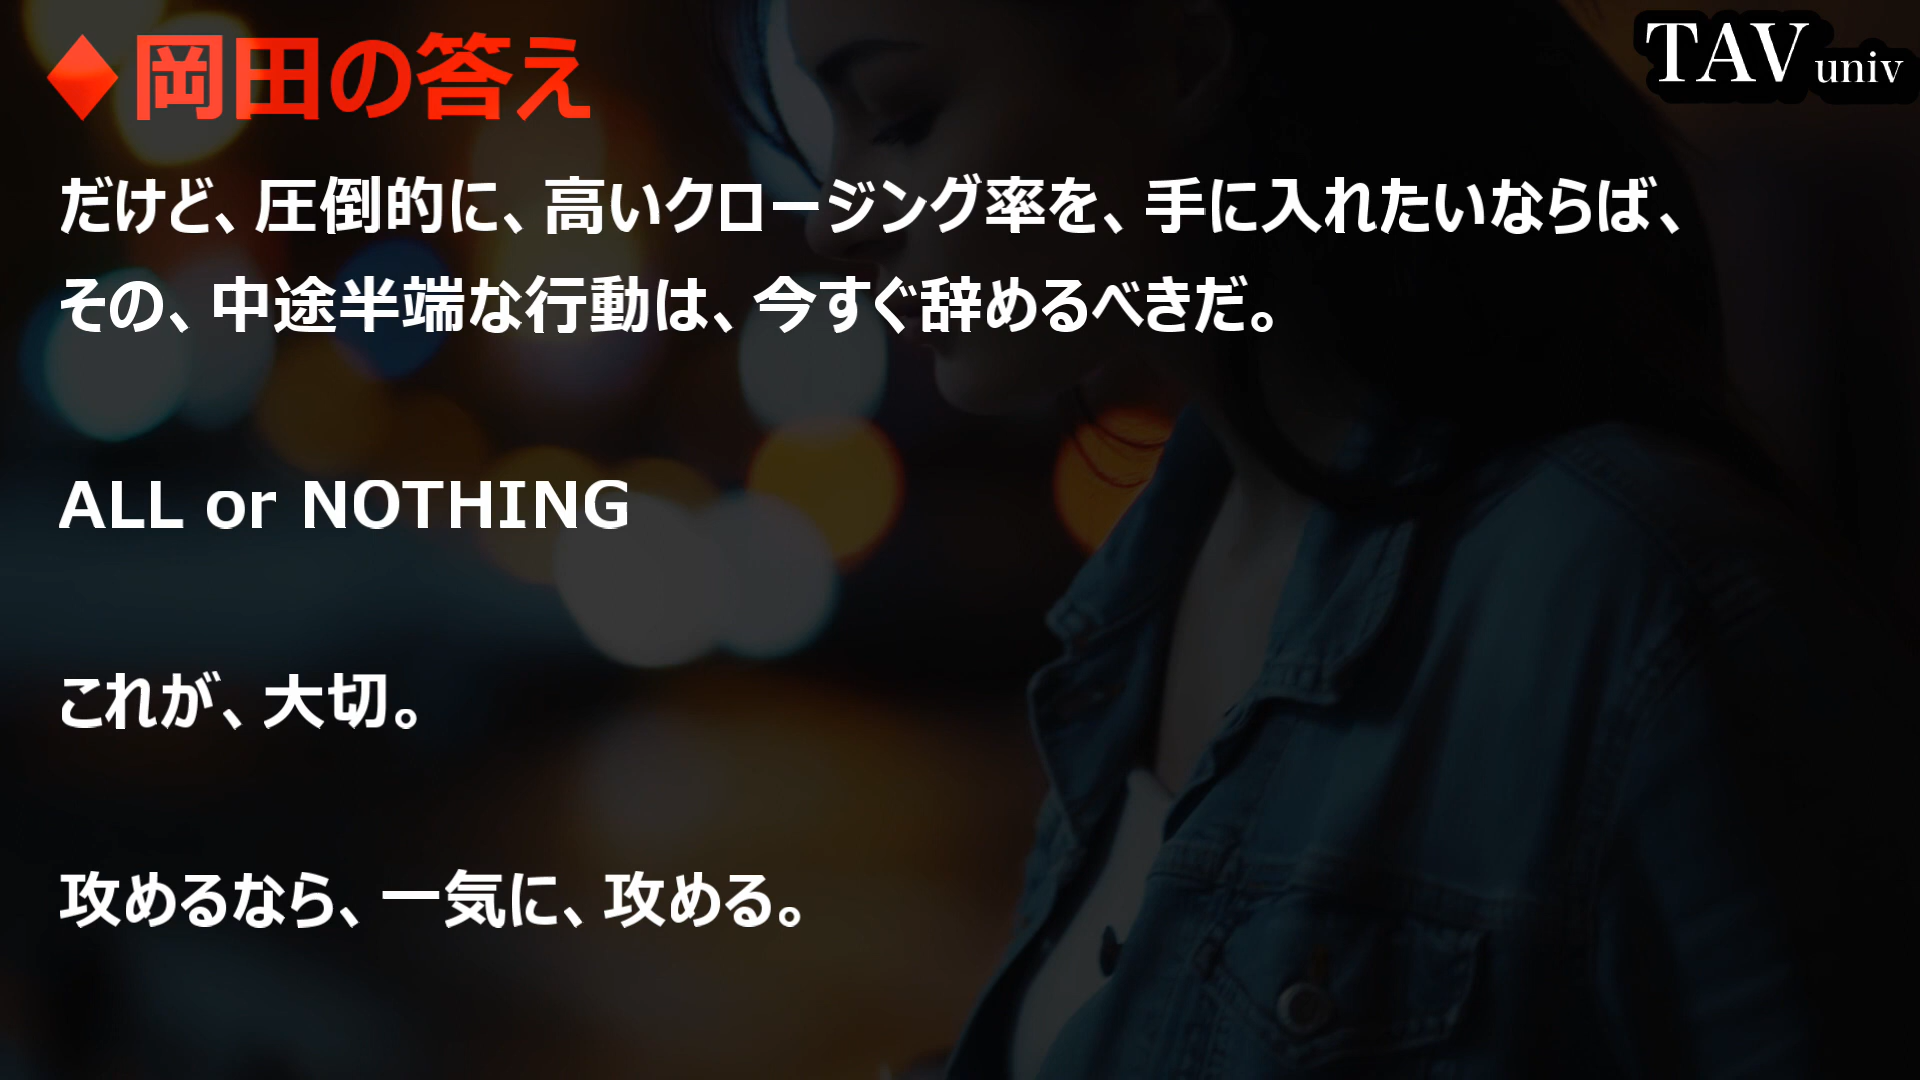 ♦岡田の答え
TAV univ
だけど、圧倒的に、高いクロージング率を、手に入れたいならば、
その、中途半端な行動は、今すぐ辞めるべきだ。
ALL or NOTHING
これが、大切。
攻めるなら、一気に、攻める。